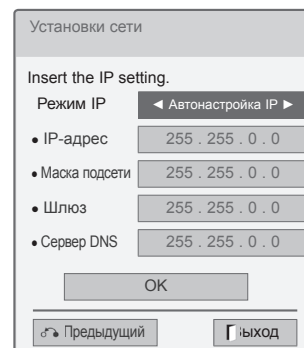 Установки сети
Insert the IP setting.
Режим IP ◄ Автонастройка IP ►
• IP-адрес 255 . 255 . 0 . 0
• Маска подсети 255 . 255 . 0 . 0
• Шлюз 255 . 255 . 0 . 0
• Сервер DNS 255 . 255 . 0 . 0
OK
Предыдущий